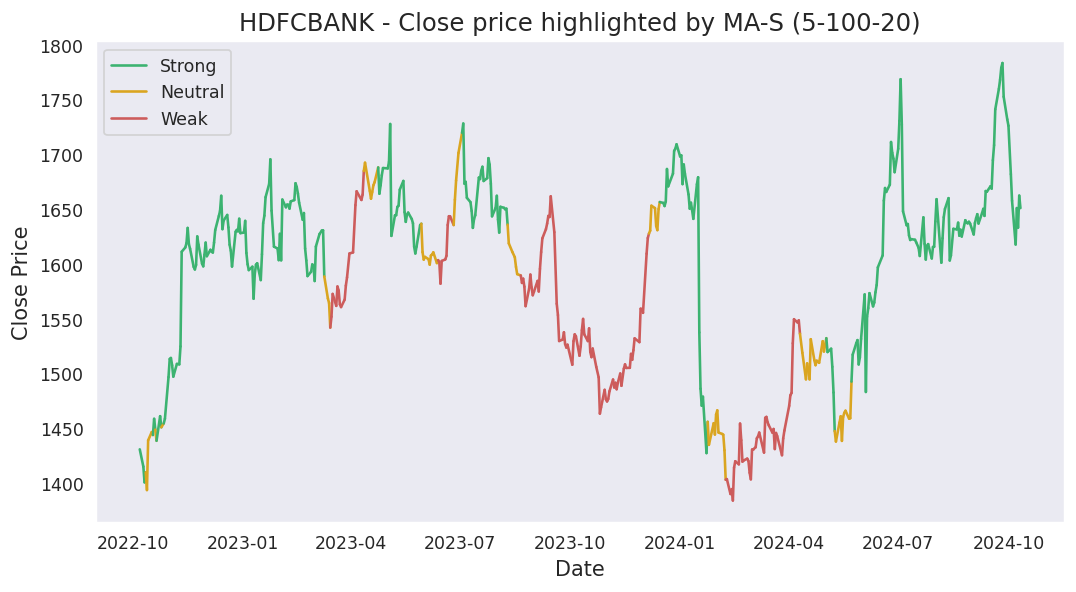 HDFCBANK - Close price highlighted by MA-S (5-100-20)
Strong
Neutral
Weak
Close Price
1800
1750
1700
1650
1600
1550
1500
1450
1400
2022-10 2023-01 2023-04 2023-07 2023-10 2024-01 2024-04 2024-07 2024-10
Date